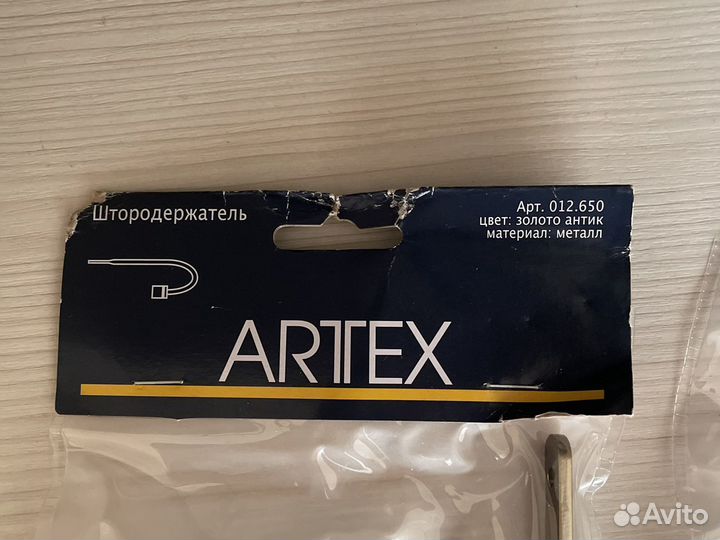 Штородержатель
Арт. 012.650
цвет: золото антик
материал: металл
ARTEX
Avito